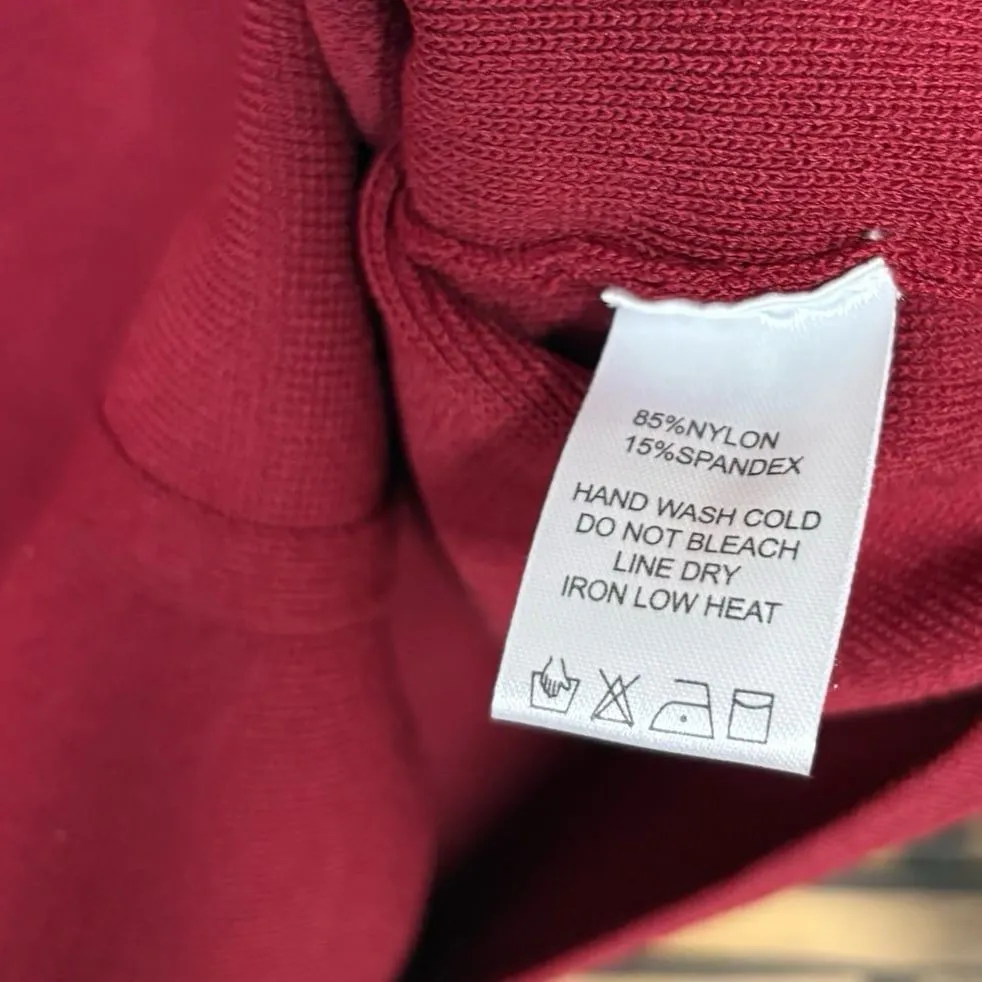 85%NYLON
15%SPANDEX
HAND WASH COLD
DO NOT BLEACH
LINE DRY
IRON LOW HEAT